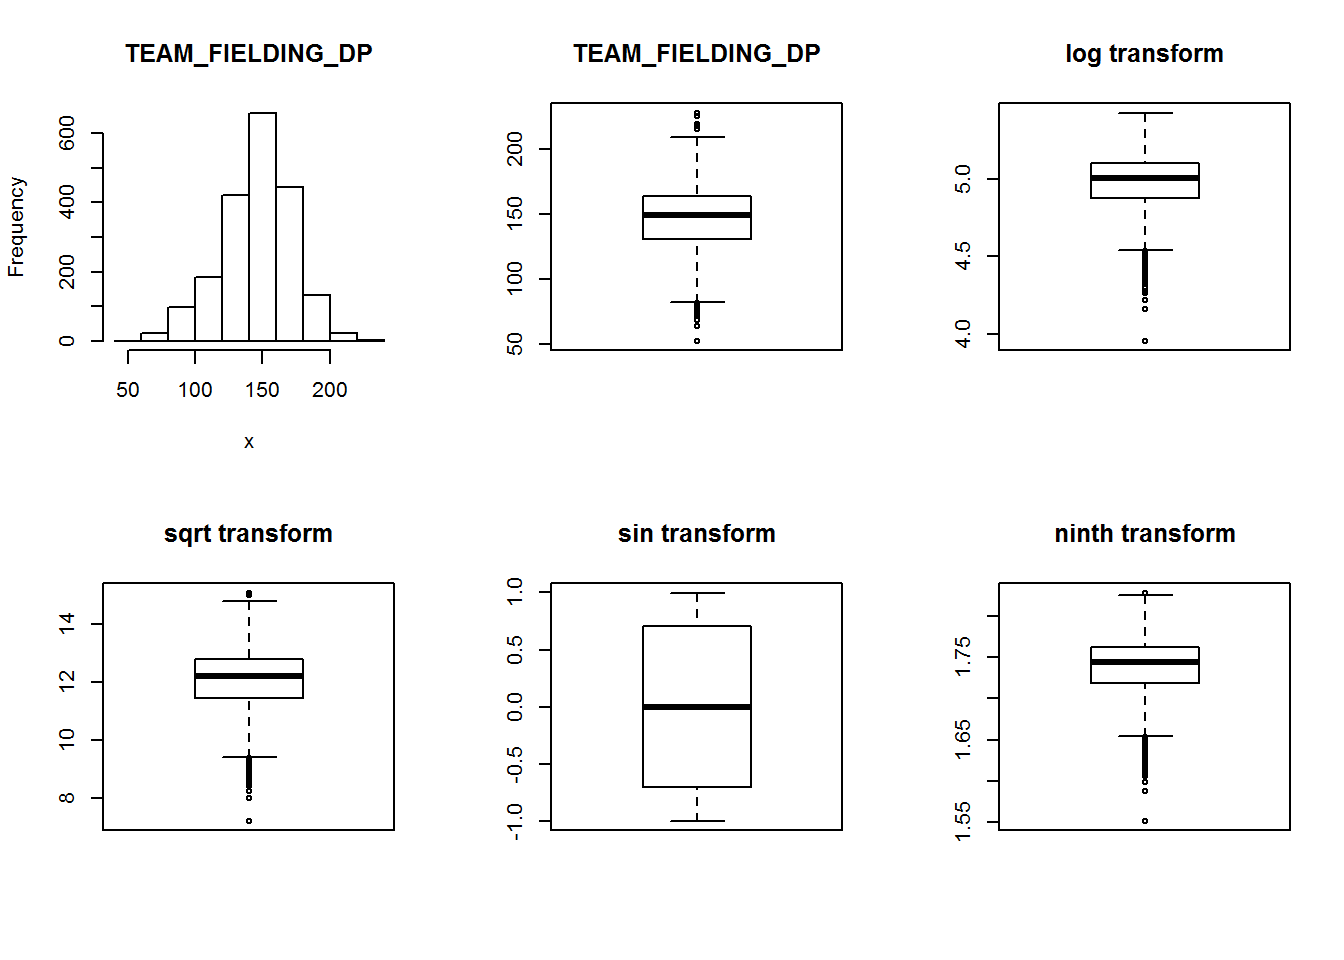 TEAM_FIELDING_DP
Frequency
600
400
200
0
50 100 150 200
x
TEAM_FIELDING_DP
200
150
100
50
log transform
5.0
4.5
4.0
sqrt transform
14
12
10
8
sin transform
1.0
0.5
0.0
-0.5
-1.0
ninth transform
1.75
1.65
1.55